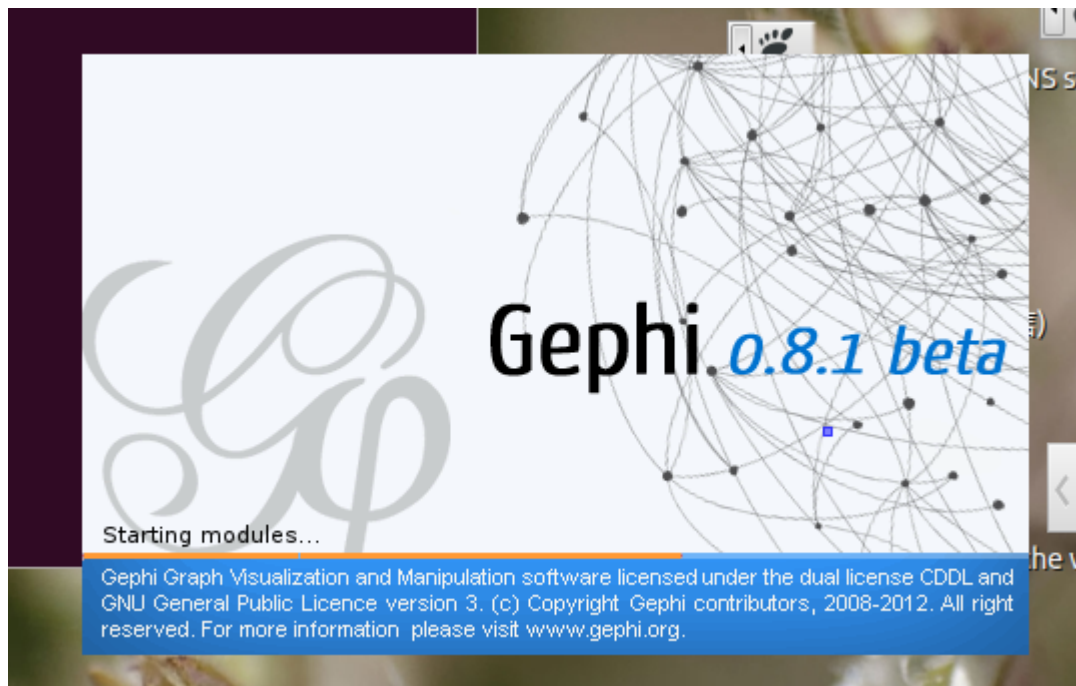 NS s
Gephi 0.8.1 beta
Starting modules...
he
Gephi Graph Visualization and Manipulation software licensed under the dual license CDDL and
GNU General Public Licence version 3. (c) Copyright Gephi contributors, 2008-2012. All right
reserved. For more information please visit www.gephi.org.